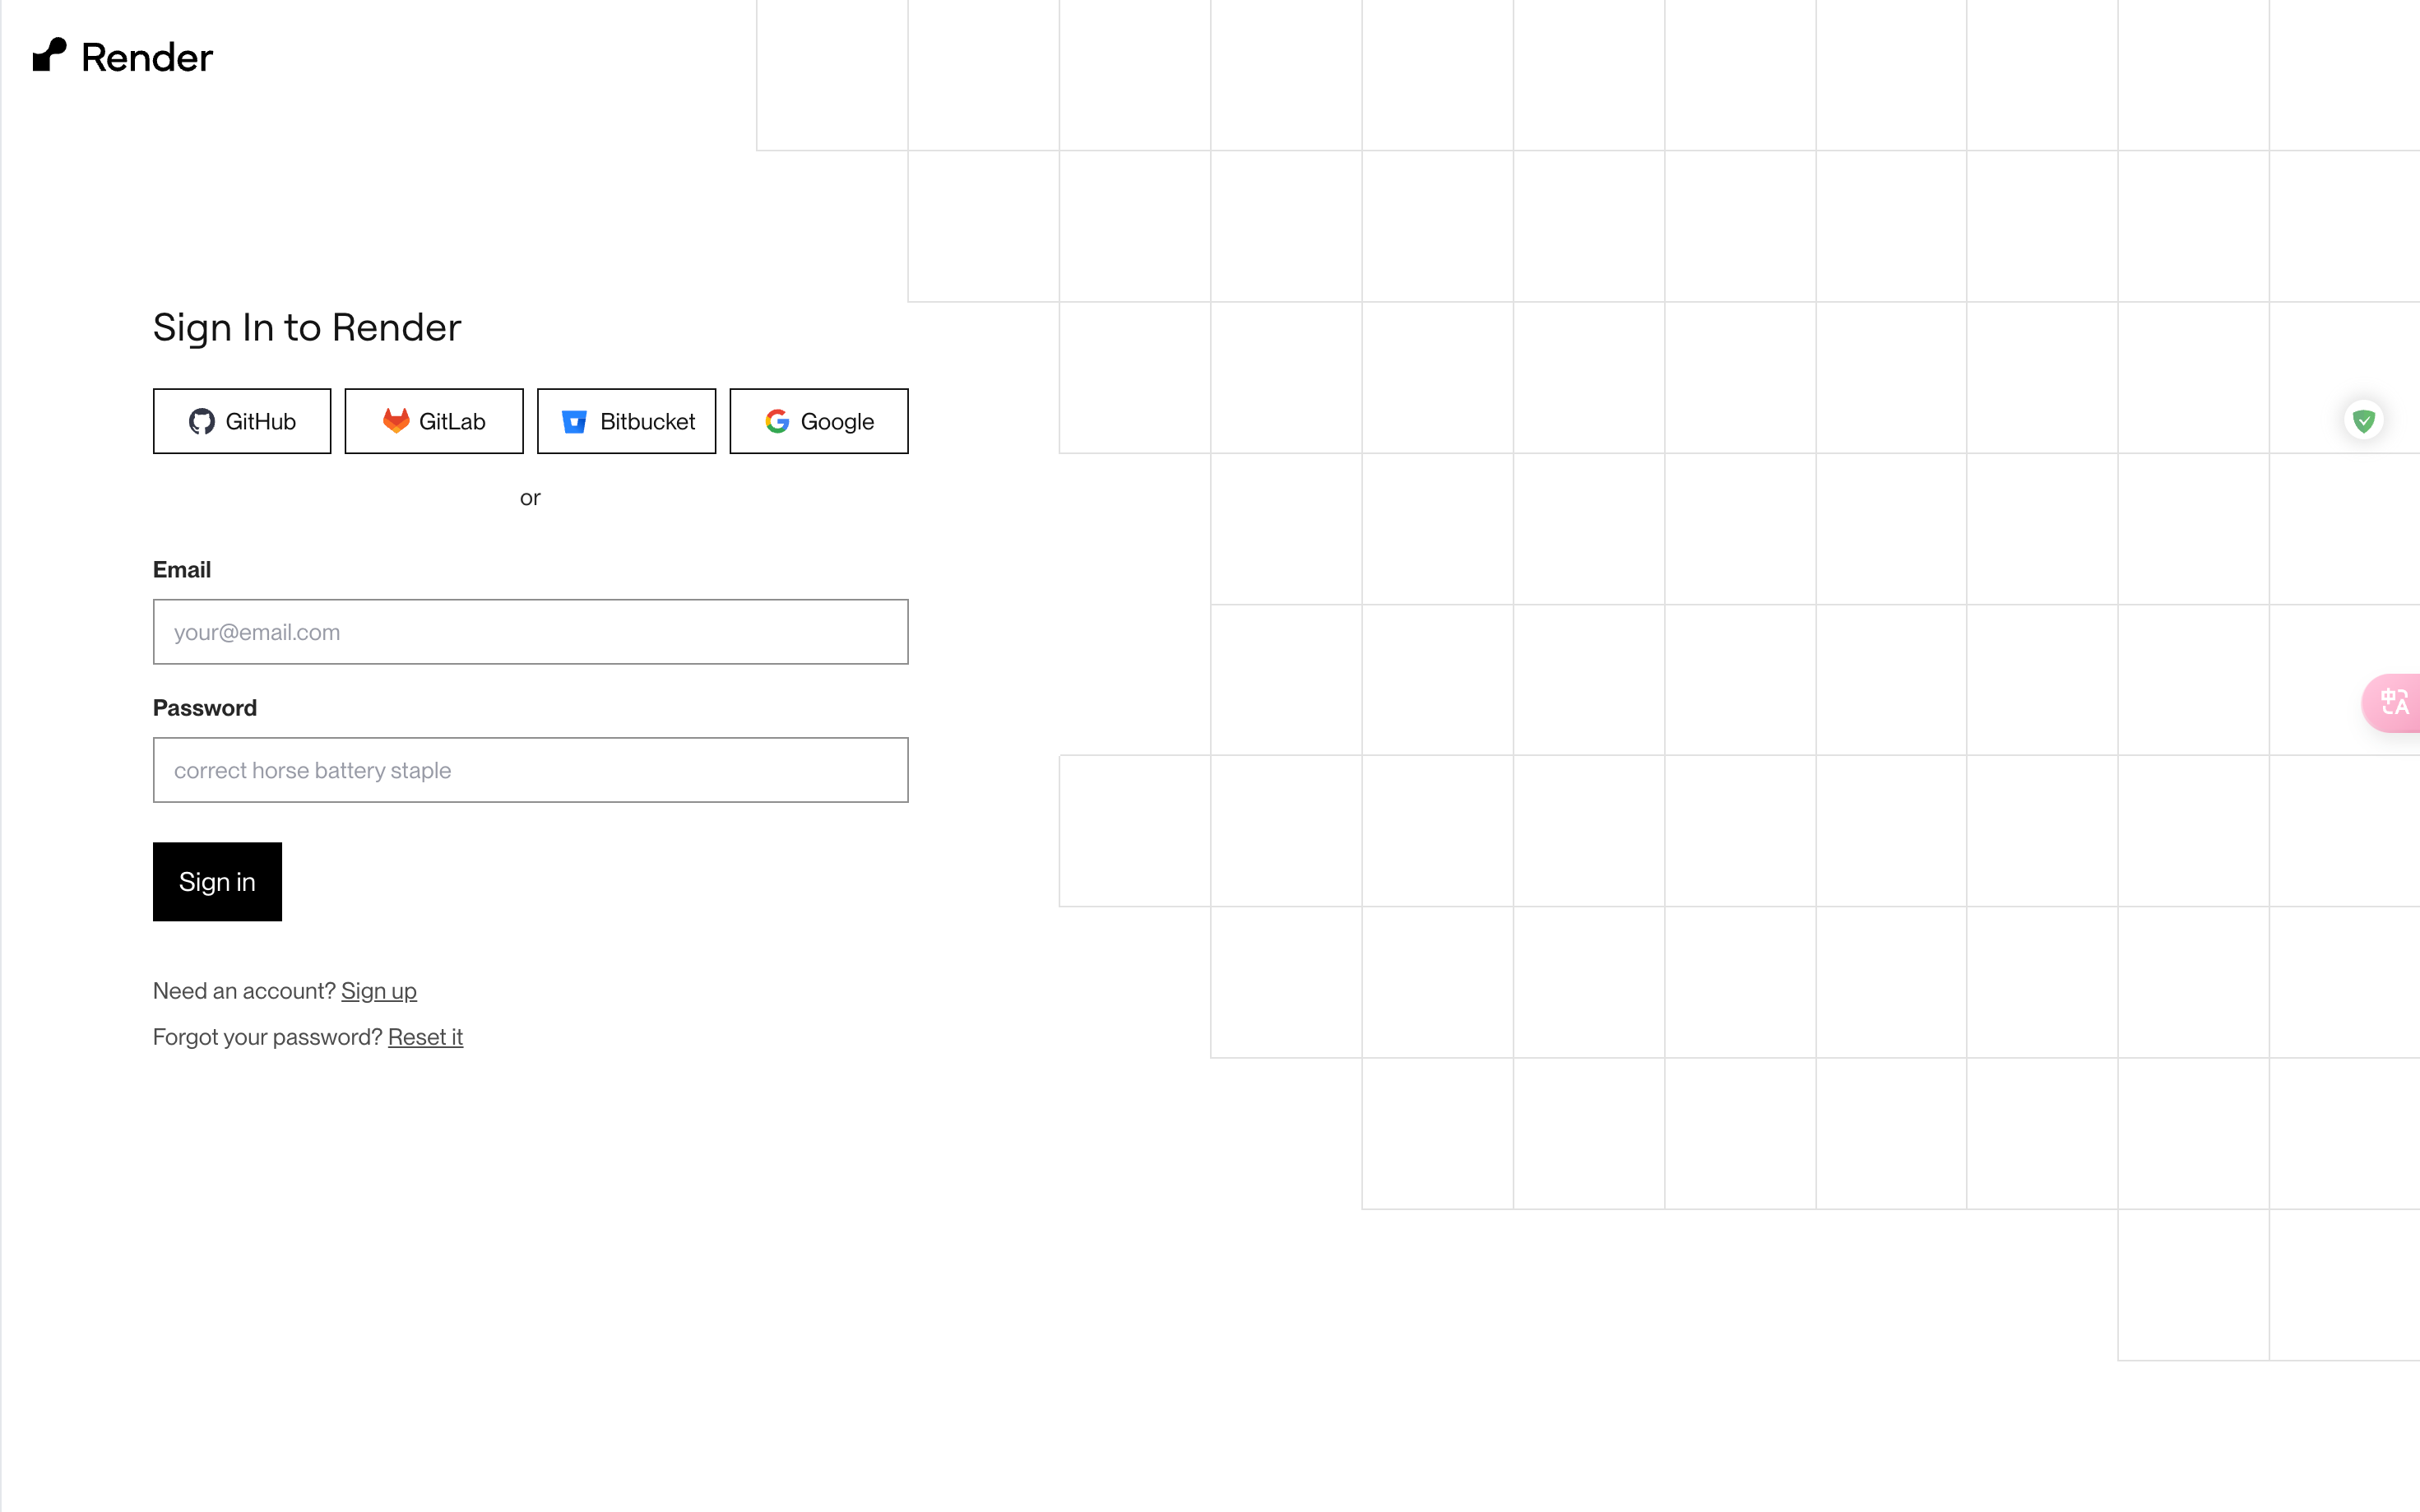 Render
Sign In to Render
GitHub GitLab Bitbucket Google
or
Email
your@email.com
Password
correct horse battery staple
Sign in
Need an account? Sign up
Forgot your password? Reset it
中 A